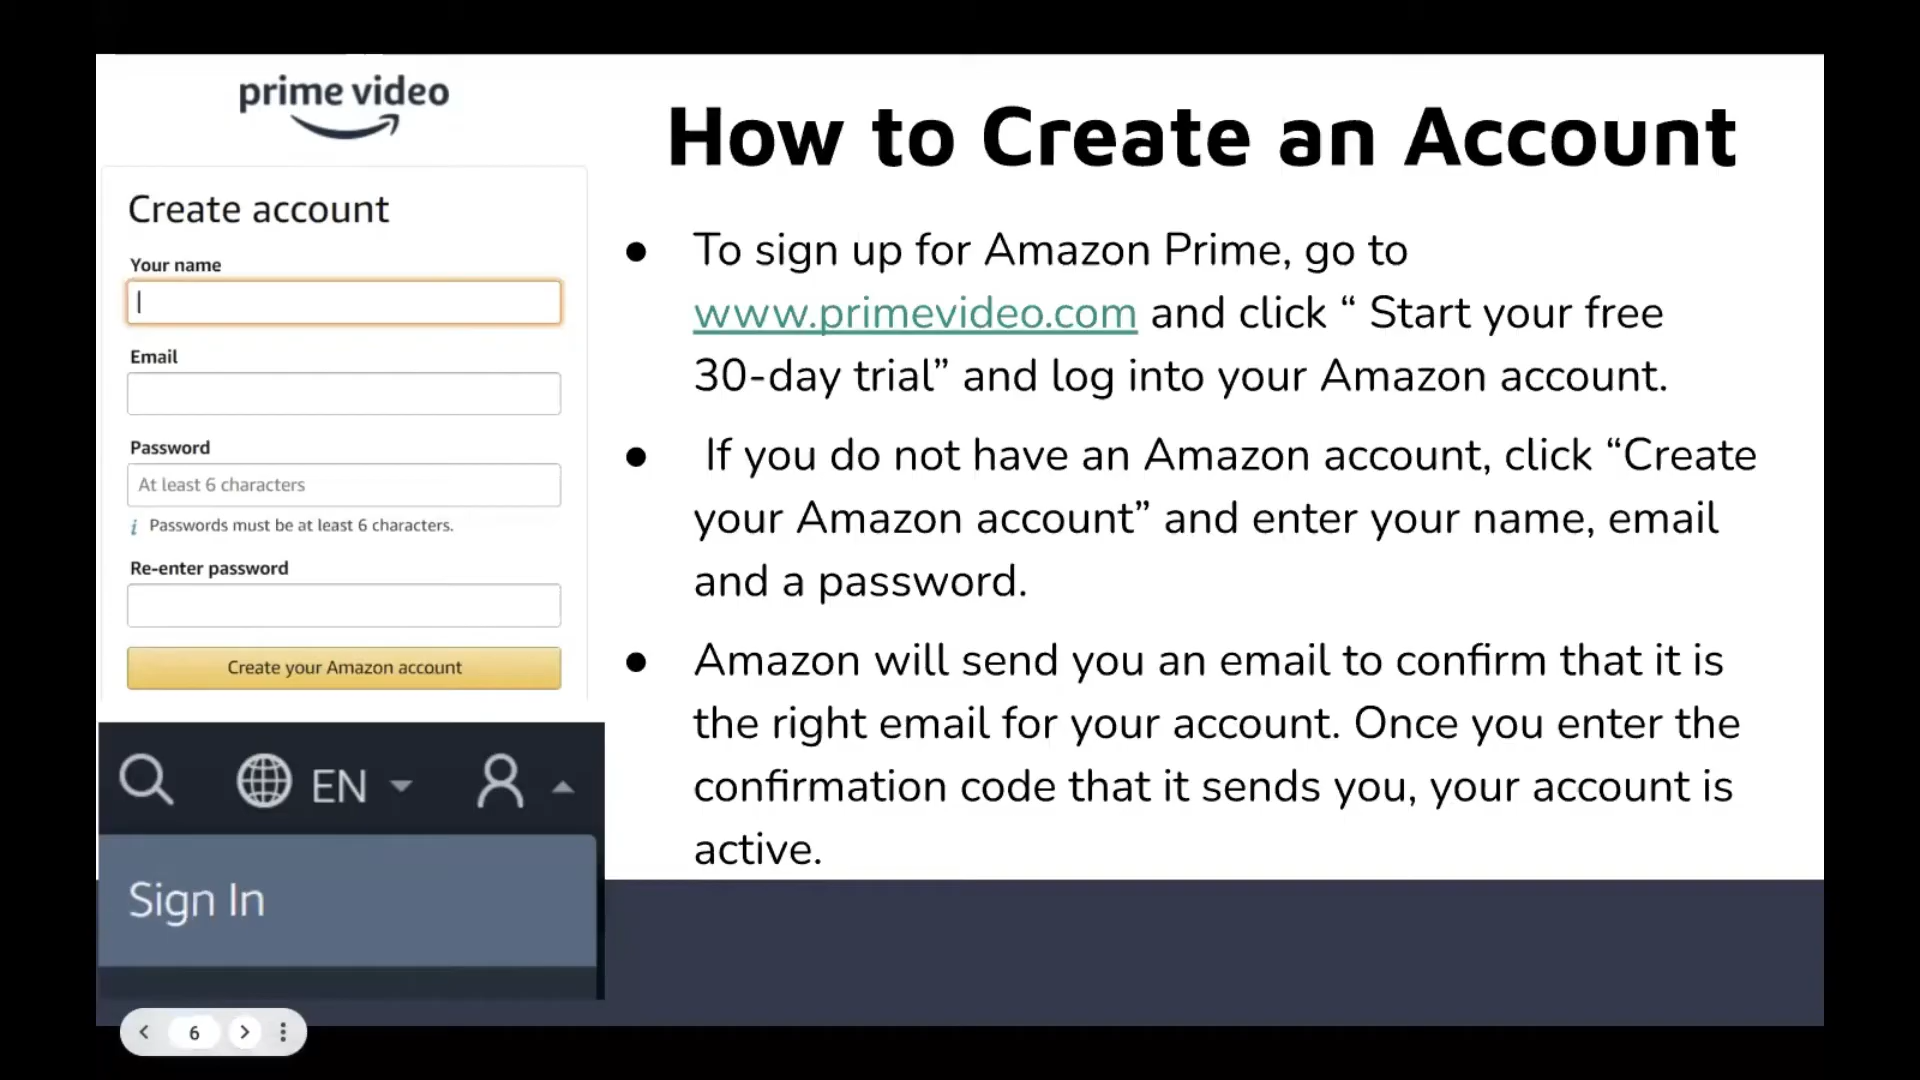 prime video
Create account
Your name
Email
Password
At least 6 characters
i Passwords must be at least 6 characters.
Re-enter password
Create your Amazon account
EN
Sign In
How to Create an Account
● To sign up for Amazon Prime, go to
www.primevideo.com and click “ Start your free
30-day trial” and log into your Amazon account.
● If you do not have an Amazon account, click “Create
your Amazon account” and enter your name, email
and a password.
● Amazon will send you an email to confirm that it is
the right email for your account. Once you enter the
confirmation code that it sends you, your account is
active.
6